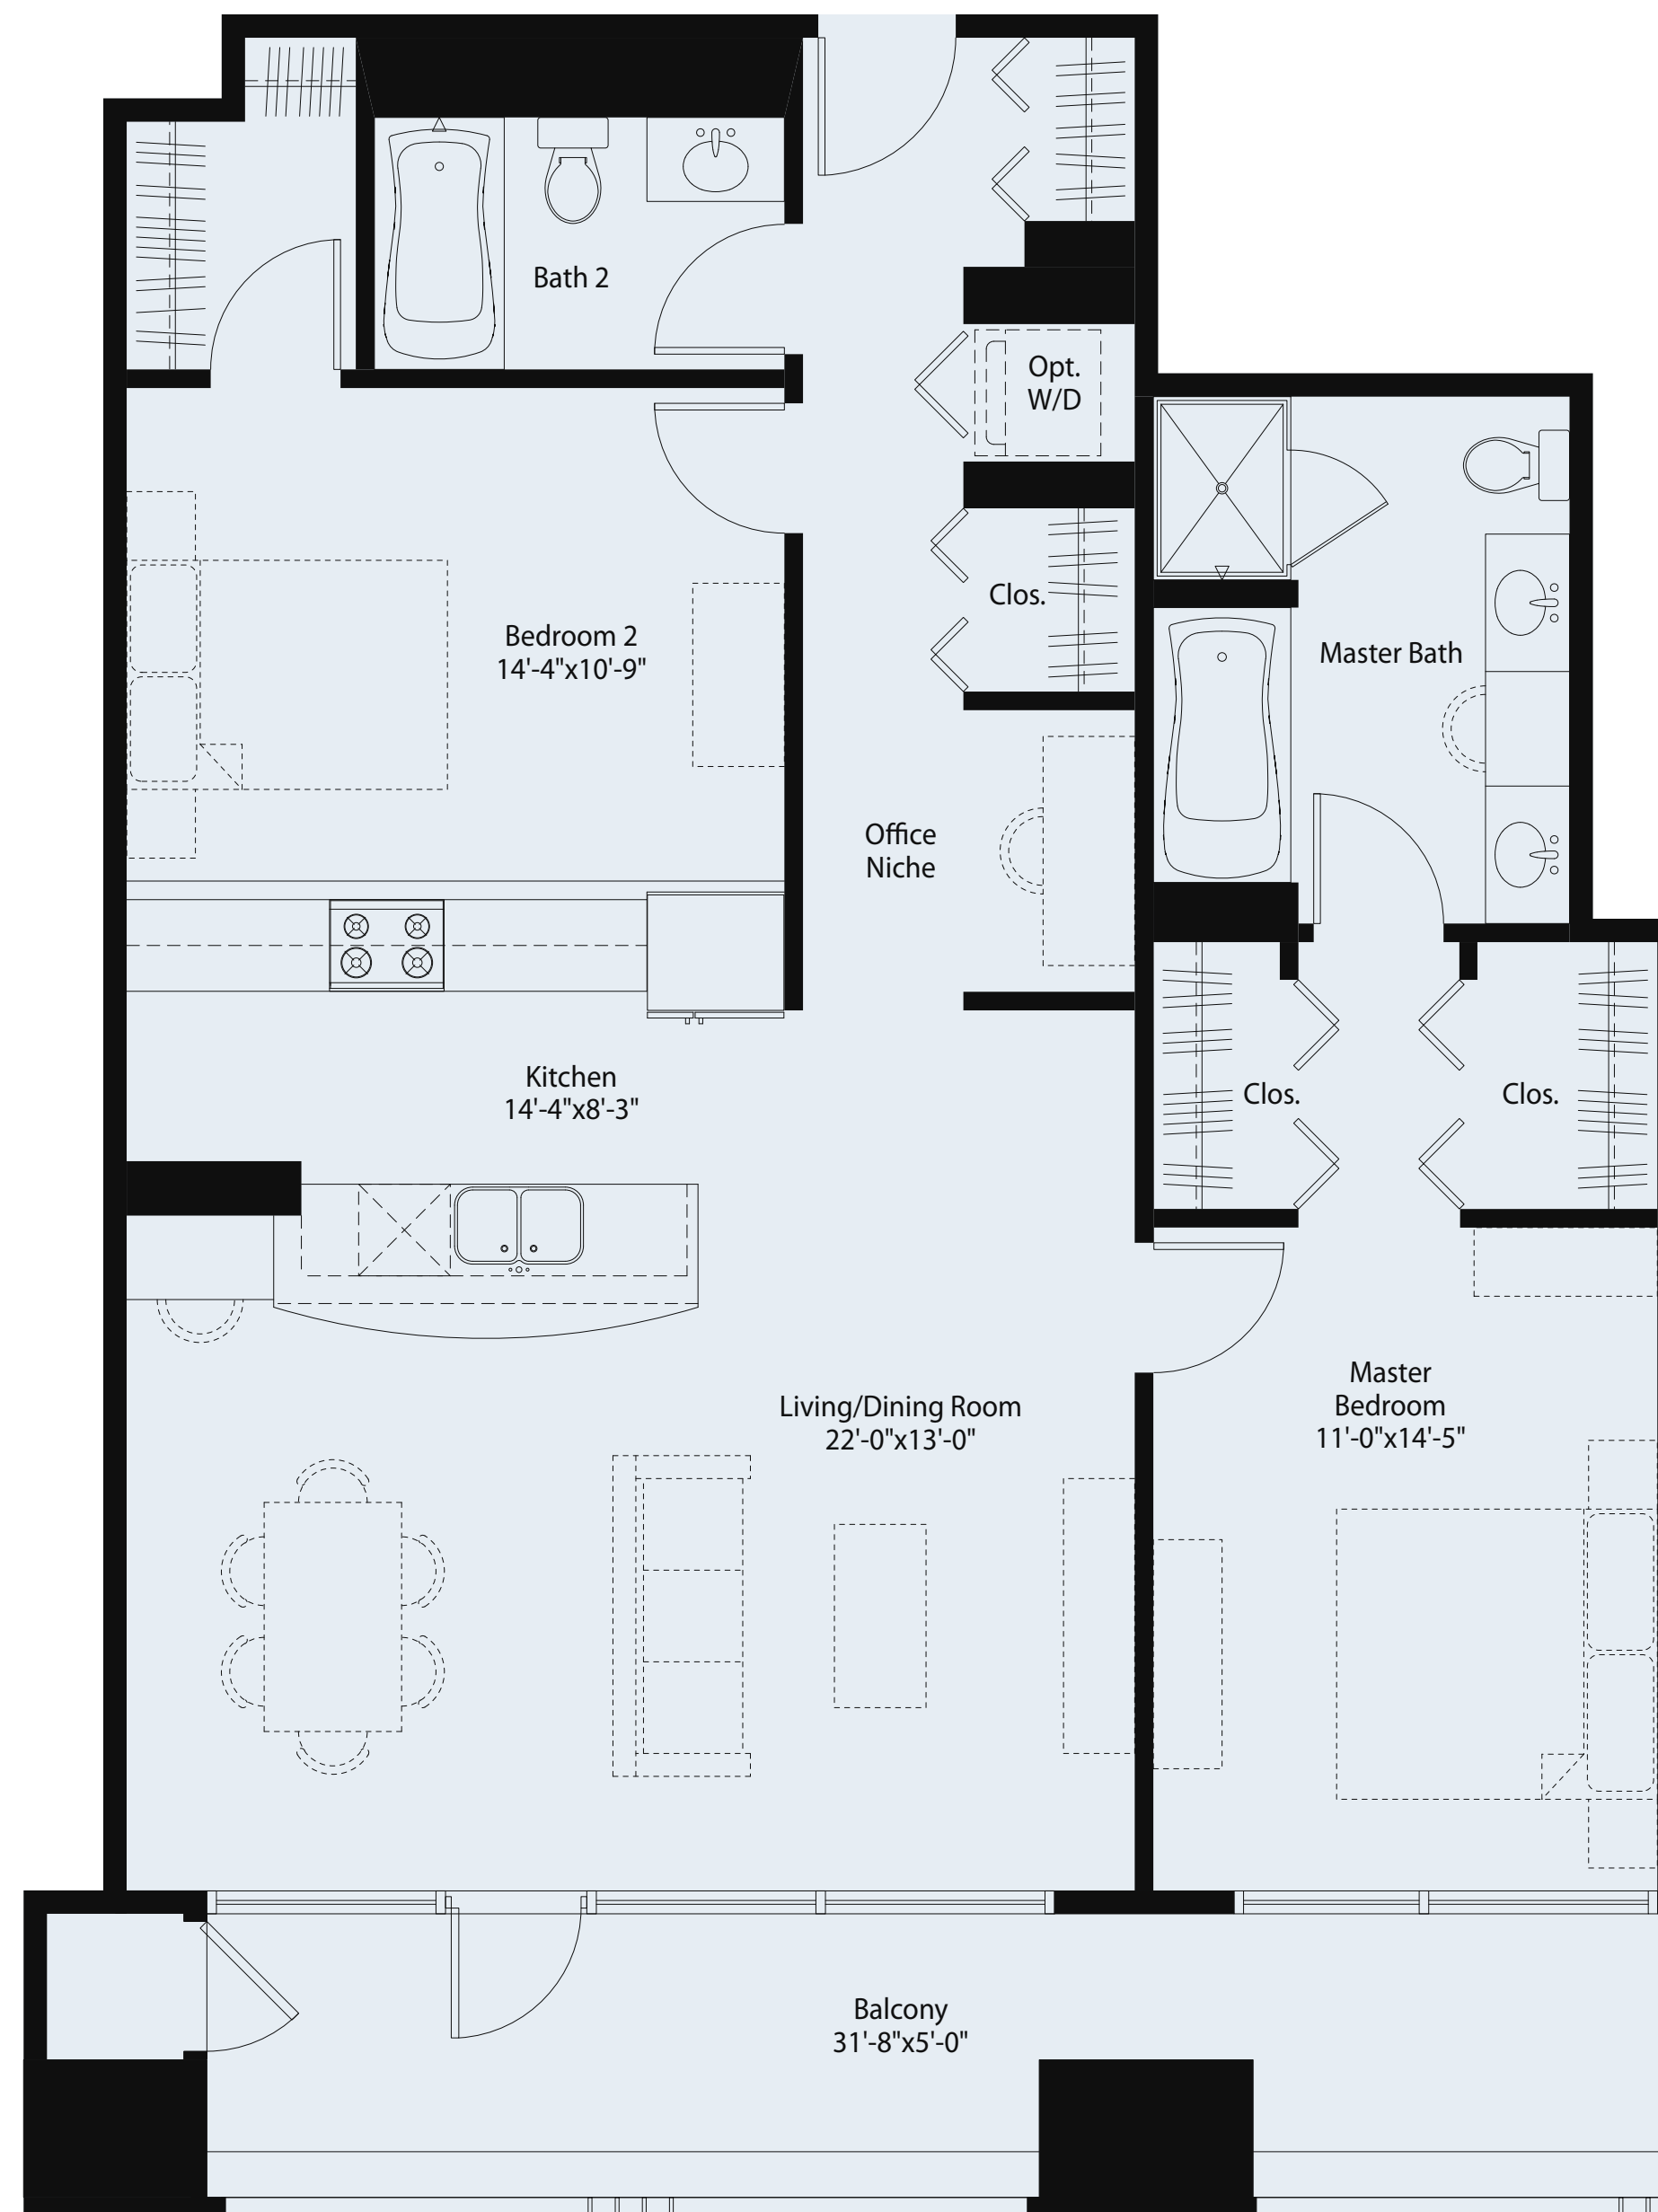 Bath 2
Opt.
W/D
Clos.
Bedroom 2
14'-4"x10'-9"
Master Bath
Office
Niche
Kitchen
14'-4"x8'-3"
Clos.
Clos.
Living/Dining Room
22'-0"x13'-0"
Master
Bedroom
11'-0"x14'-5"
Balcony
31'-8"x5'-0"